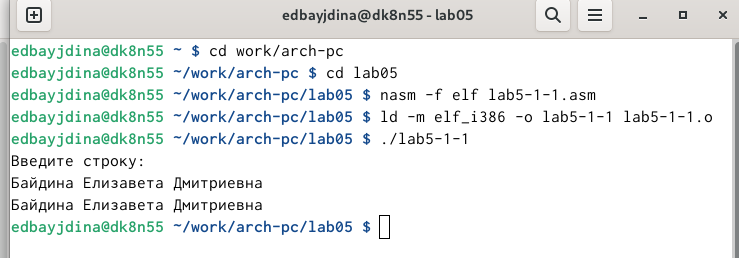 edbayjdina@dk8n55 - lab05
edbayjdina@dk8n55 ~ $ cd work/arch-pc
edbayjdina@dk8n55 ~/work/arch-pc $ cd lab05
edbayjdina@dk8n55 ~/work/arch-pc/lab05 $ nasm -f elf lab5-1-1.asm
edbayjdina@dk8n55 ~/work/arch-pc/lab05 $ ld -m elf_i386 -o lab5-1-1 lab5-1-1.o
edbayjdina@dk8n55 ~/work/arch-pc/lab05 $ ./lab5-1-1
Введите строку:
Байдина Елизавета Дмитриевна
Байдина Елизавета Дмитриевна
edbayjdina@dk8n55 ~/work/arch-pc/lab05 $